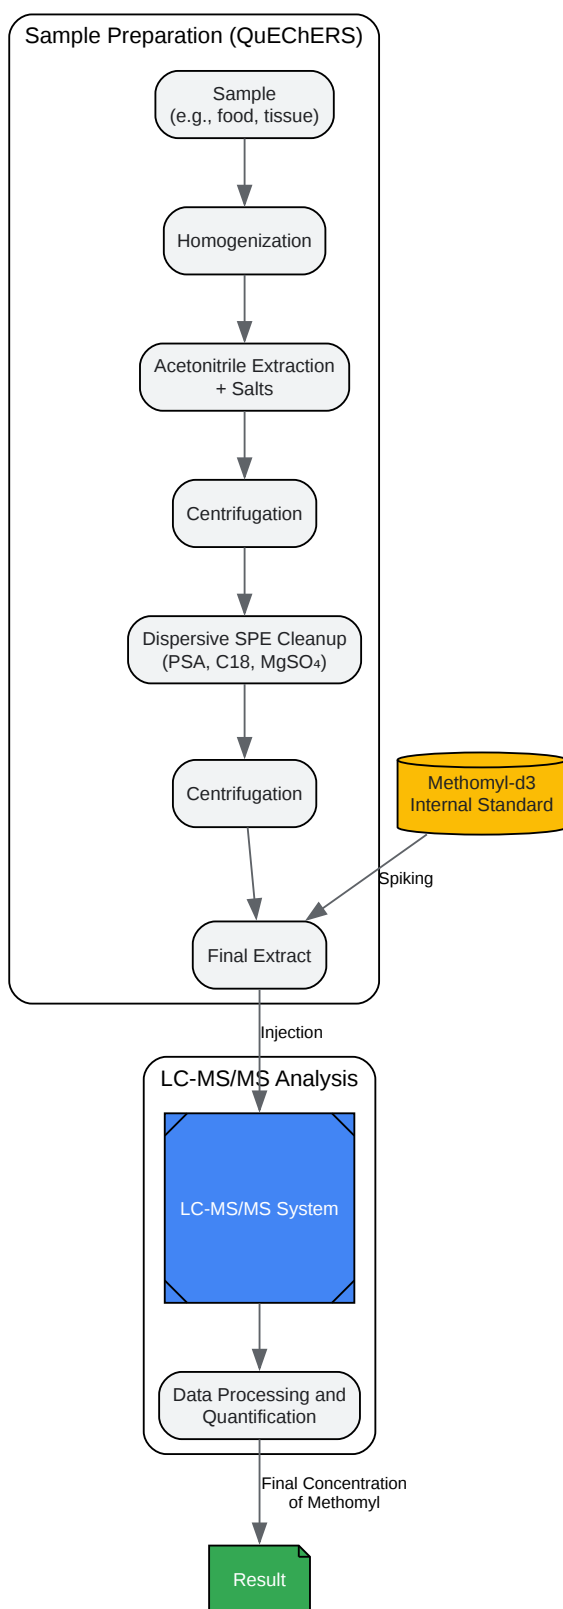 Sample Preparation (QuEChERS)
Sample
(e.g., food, tissue)
Homogenization
Acetonitrile Extraction
+ Salts
Centrifugation
Dispersive SPE Cleanup
(PSA, C18, MgSO₄)
Centrifugation
Methomyl-d3
Internal Standard
Spiking
Final Extract
Injection
LC-MS/MS Analysis
LC-MS/MS System
Data Processing and
Quantification
Final Concentration
of Methomyl
Result